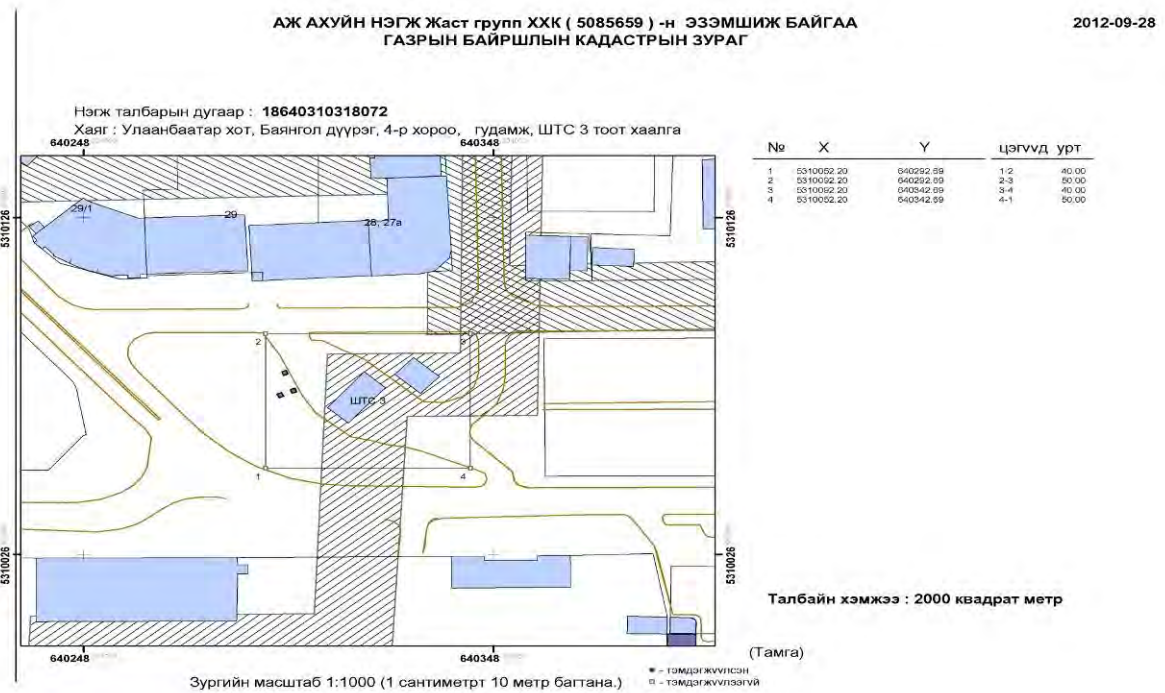 АЖ АХУЙН НЭГЖ Жаст групп ХХК ( 5085659 ) -н ЭЗЭМШИЖ БАЙГАА
ГАЗРЫН БАЙРШЛЫН КАДАСТРЫН ЗУРАГ
2012-09-28
Нэгж талбарын дугаар : 18640310318072
Хаяг : Улаанбаатар хот, Баянгол дүүрэг, 4-р хороо, гудамж, ШТС 3 тоот хаалга
640248 640348
№ X Y цэгүүд урт
1 5310052.20 640292.69 1-2 40.00
2 5310092.20 640292.69 2-3 50.00
3 5310092.20 640342.69 3-4 40.00
4 5310052.20 640342.69 4-1 50.00
29/1
29
28, 27а
5310126 5310126
2 3
ШТС 3
1 4
5310026 5310026
Талбайн хэмжээ : 2000 квадрат метр
640248 640348
(Тамга)
- тэмдэгжүүлсэн
- тэмдэгжүүлээгүй
Зургийн масштаб 1:1000 (1 сантиметрт 10 метр багтана.)